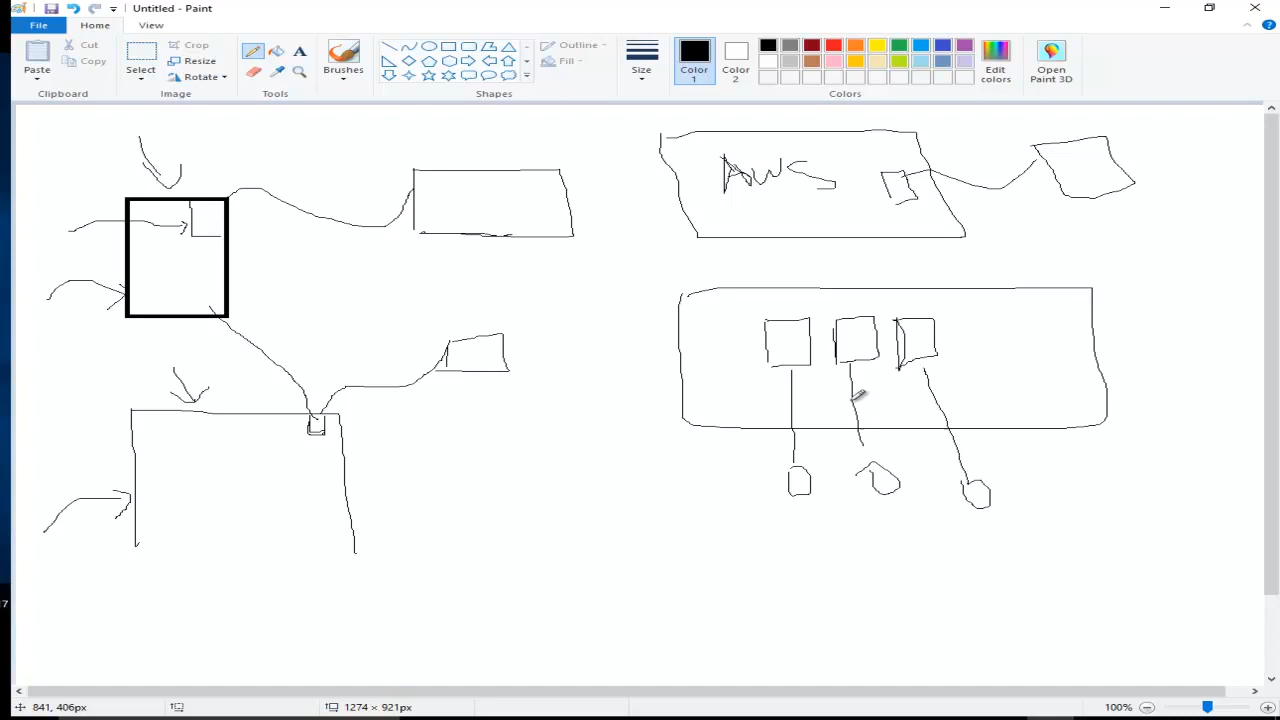 Untitled - Paint
File Home View
Paste
Cut
Copy
Clipboard
Select
Crop
Resize
Rotate
Image
Tools
A
Brushes
Shapes
Outline
Fill
Size
Color 1
Color 2
Colors
Edit colors
Open Paint 3D
AWS
17
841, 406px
1274 × 921px
100%